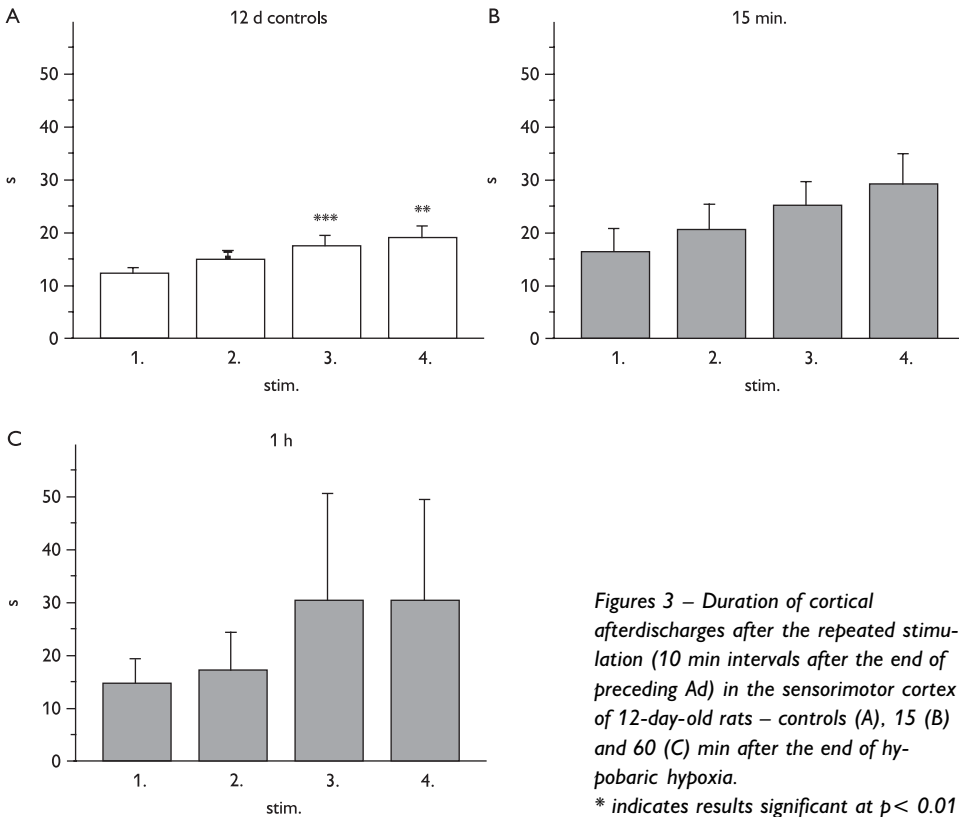 A
12 d controls
50
40
30
20
10
0
s
***
**
1. 2. 3. 4.
stim.
B
15 min.
50
40
30
20
10
0
s
1. 2. 3. 4.
stim.
C
1 h
50
40
30
20
10
0
s
1. 2. 3. 4.
stim.
Figures 3 – Duration of cortical
afterdischarges after the repeated stimu-
lation (10 min intervals after the end of
preceding Ad) in the sensorimotor cortex
of 12-day-old rats – controls (A), 15 (B)
and 60 (C) min after the end of hy-
pobaric hypoxia.
* indicates results significant at p< 0.01